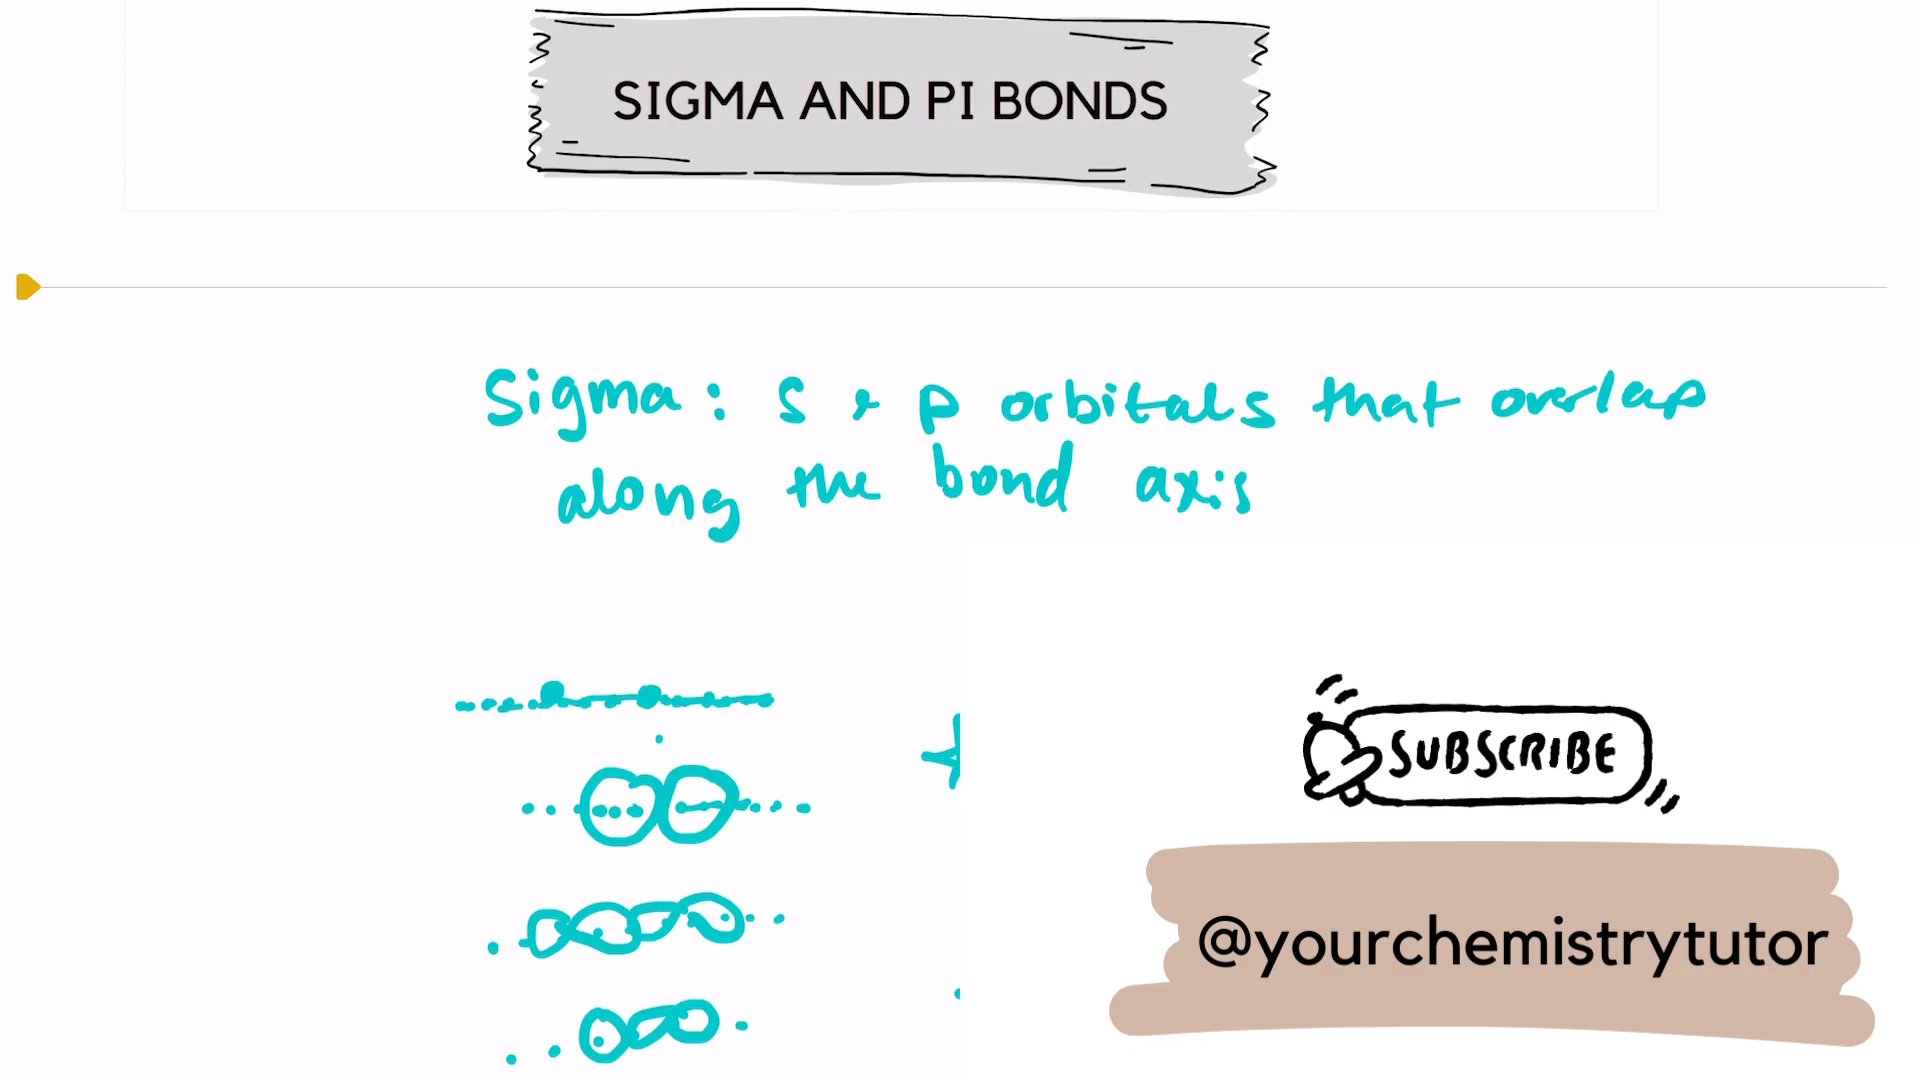 SIGMA AND PI BONDS
Sigma: s & p orbitals that overlap
along the bond axis
SUBSCRIBE
@yourchemistrytutor